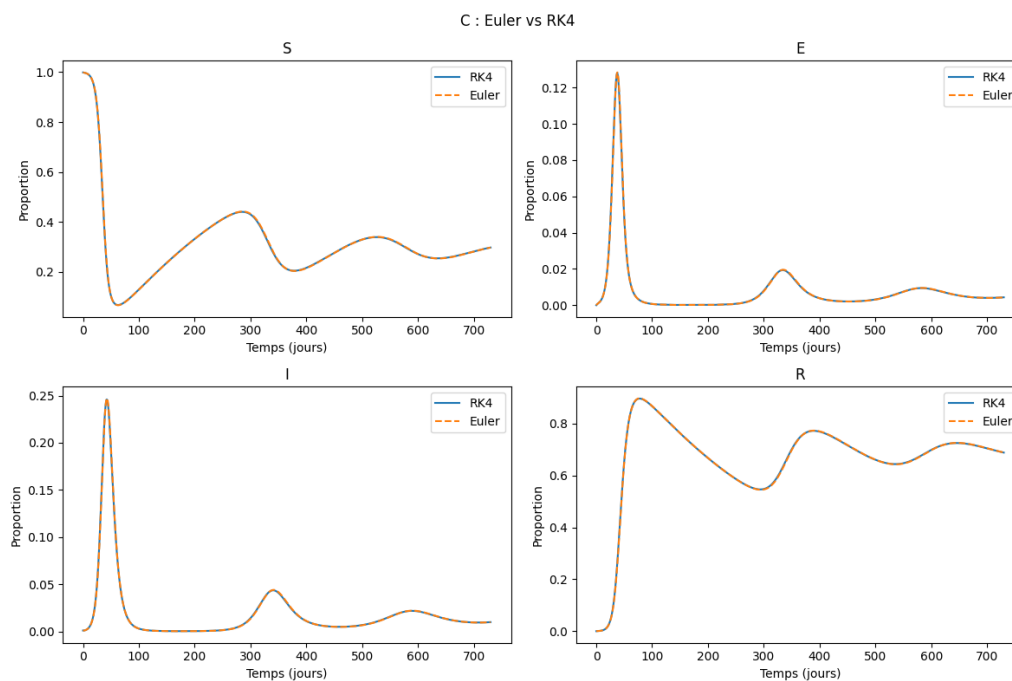 C : Euler vs RK4
S
1.0
0.8
0.6
0.4
0.2
Proportion
RK4
Euler
0 100 200 300 400 500 600 700
Temps (jours)
E
0.12
0.10
0.08
0.06
0.04
0.02
0.00
Proportion
RK4
Euler
0 100 200 300 400 500 600 700
Temps (jours)
I
0.25
0.20
0.15
0.10
0.05
0.00
Proportion
RK4
Euler
0 100 200 300 400 500 600 700
Temps (jours)
R
0.8
0.6
0.4
0.2
0.0
Proportion
RK4
Euler
0 100 200 300 400 500 600 700
Temps (jours)